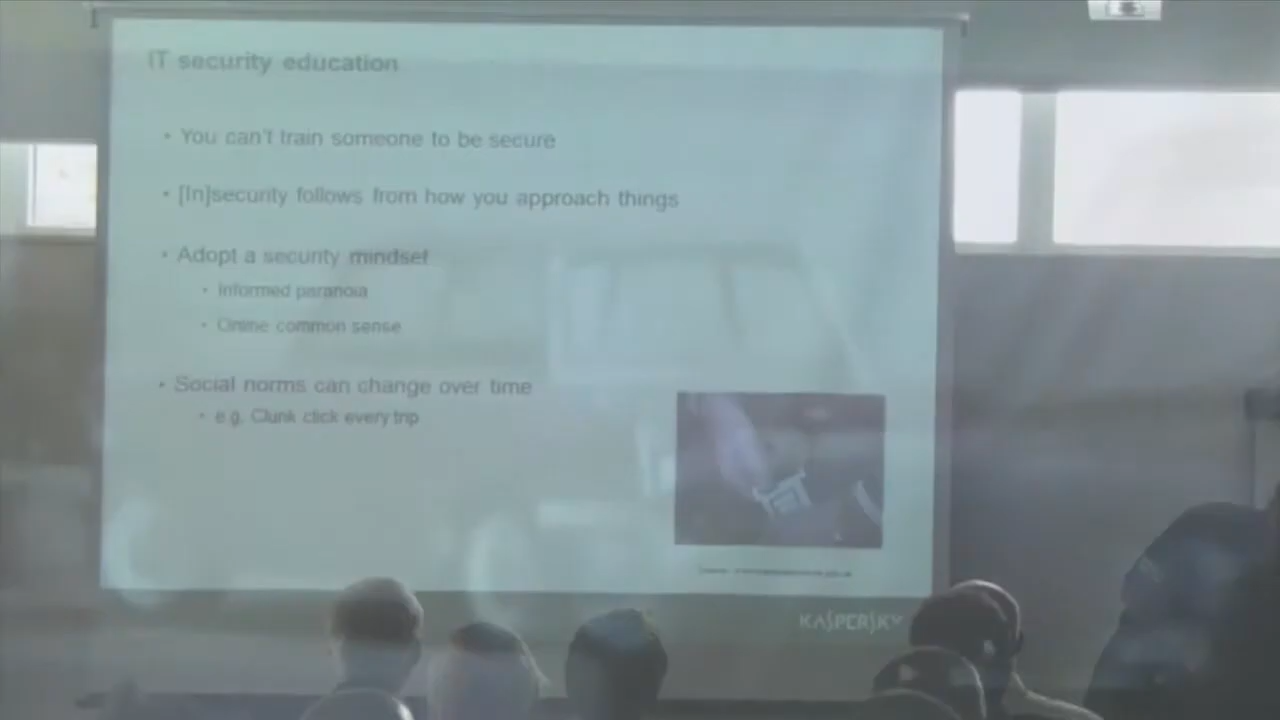 IT security education
• You can't train someone to be secure
• [In]security follows from how you approach things
• Adopt a security mindset
• Informed paranoia
• Online common sense
• Social norms can change over time
• e.g. Clunk click every trip
KASPERSKY